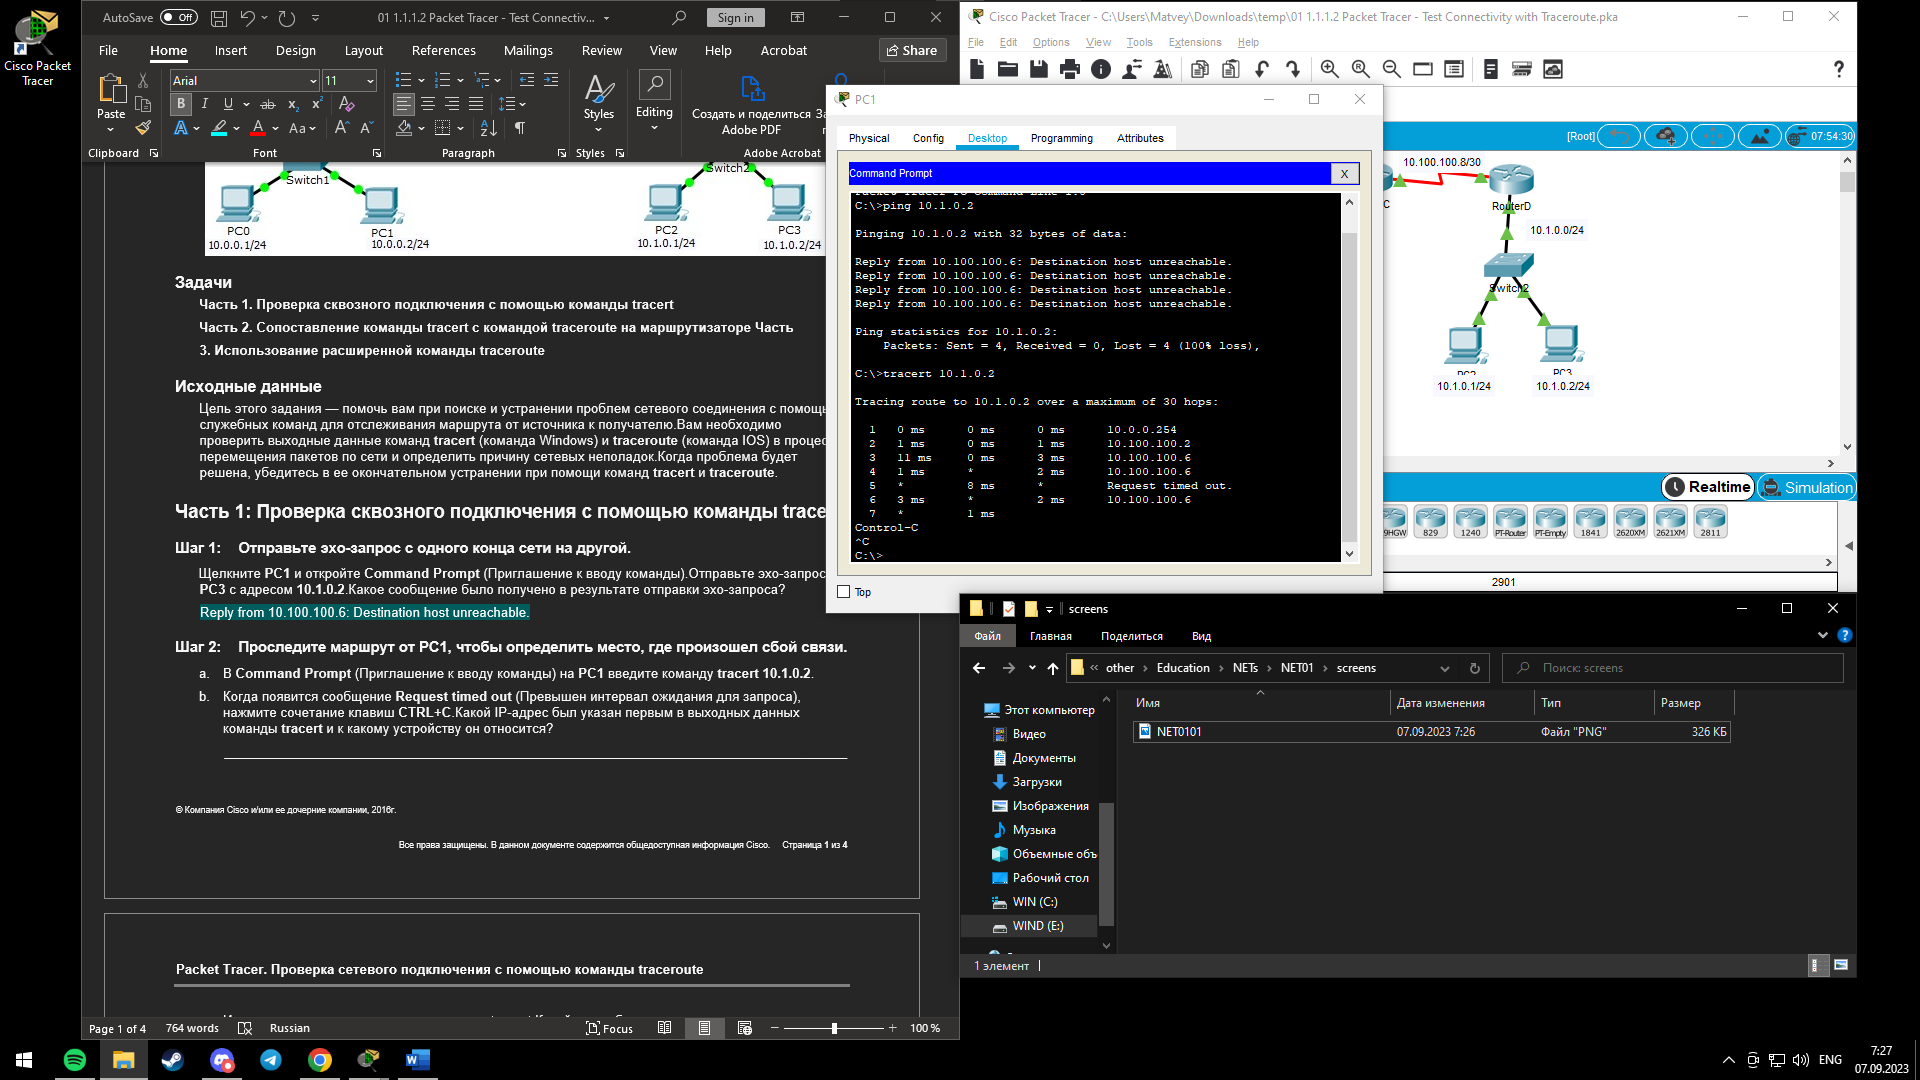 Cisco Packet Tracer
AutoSave Off
01 1.1.1.2 Packet Tracer - Test Connectiv...
Sign in
File Home Insert Design Layout References Mailings Review View Help Acrobat Share
Paste
Arial 11
Styles
Editing
Создать и поделиться
Adobe PDF
Clipboard Font Paragraph Styles Adobe Acrobat
Switch1 Switch2
PC0 PC1 PC2 PC3
10.0.0.1/24 10.0.0.2/24 10.1.0.1/24 10.1.0.2/24
Задачи
Часть 1. Проверка сквозного подключения с помощью команды tracert
Часть 2. Сопоставление команды tracert с командой traceroute на маршрутизаторе Часть
3. Использование расширенной команды traceroute
Исходные данные
Цель этого задания — помочь вам при поиске и устранении проблем сетевого соединения с помощь
служебных команд для отслеживания маршрута от источника к получателю.Вам необходимо
проверить выходные данные команд tracert (команда Windows) и traceroute (команда IOS) в процес
перемещения пакетов по сети и определить причину сетевых неполадок.Когда проблема будет
решена, убедитесь в ее окончательном устранении при помощи команд tracert и traceroute.
Часть 1: Проверка сквозного подключения с помощью команды trace
Шаг 1: Отправьте эхо-запрос с одного конца сети на другой.
Щелкните PC1 и откройте Command Prompt (Приглашение к вводу команды).Отправьте эхо-запрос
PC3 с адресом 10.1.0.2.Какое сообщение было получено в результате отправки эхо-запроса?
Reply from 10.100.100.6: Destination host unreachable.
Шаг 2: Проследите маршрут от PC1, чтобы определить место, где произошел сбой связи.
a. В Command Prompt (Приглашение к вводу команды) на PC1 введите команду tracert 10.1.0.2.
b. Когда появится сообщение Request timed out (Превышен интервал ожидания для запроса),
нажмите сочетание клавиш CTRL+C.Какой IP-адрес был указан первым в выходных данных
команды tracert и к какому устройству он относится?
© Компания Cisco и/или ее дочерние компании, 2016г.
Все права защищены. В данном документе содержится общедоступная информация Cisco. Страница 1 из 4
Packet Tracer. Проверка сетевого подключения с помощью команды traceroute
Page 1 of 4 764 words Russian Focus 100 %
Cisco Packet Tracer - C:\Users\Matvey\Downloads\temp\01 1.1.1.2 Packet Tracer - Test Connectivity with Traceroute.pka
File Edit Options View Tools Extensions Help
[Root] 07:54:30
10.100.100.8/30
C RouterD
10.1.0.0/24
Switch2
PC2 PC3
10.1.0.1/24 10.1.0.2/24
Realtime Simulation
9HGW 829 1240 PT-Router PT-Empty 1841 2620XM 2621XM 2811
2901
PC1
Physical Config Desktop Programming Attributes
Command Prompt X
Packet Tracer PC Command Line 1.0
C:\>ping 10.1.0.2
Pinging 10.1.0.2 with 32 bytes of data:
Reply from 10.100.100.6: Destination host unreachable.
Reply from 10.100.100.6: Destination host unreachable.
Reply from 10.100.100.6: Destination host unreachable.
Reply from 10.100.100.6: Destination host unreachable.
Ping statistics for 10.1.0.2:
Packets: Sent = 4, Received = 0, Lost = 4 (100% loss),
C:\>tracert 10.1.0.2
Tracing route to 10.1.0.2 over a maximum of 30 hops:
1 0 ms 0 ms 0 ms 10.0.0.254
2 1 ms 0 ms 1 ms 10.100.100.2
3 11 ms 0 ms 3 ms 10.100.100.6
4 1 ms * 2 ms 10.100.100.6
5 * 8 ms * Request timed out.
6 3 ms * 2 ms 10.100.100.6
7 * 1 ms
Control-C
^C
C:\>
Top
screens
Файл Главная Поделиться Вид
« other › Education › NETs › NET01 › screens
Поиск: screens
Имя Дата изменения Тип Размер
NET0101 07.09.2023 7:26 Файл "PNG" 326 КБ
Этот компьютер
Видео
Документы
Загрузки
Изображения
Музыка
Объемные объ
Рабочий стол
WIN (C:)
WIND (E:)
1 элемент
ENG
7:27
07.09.2023